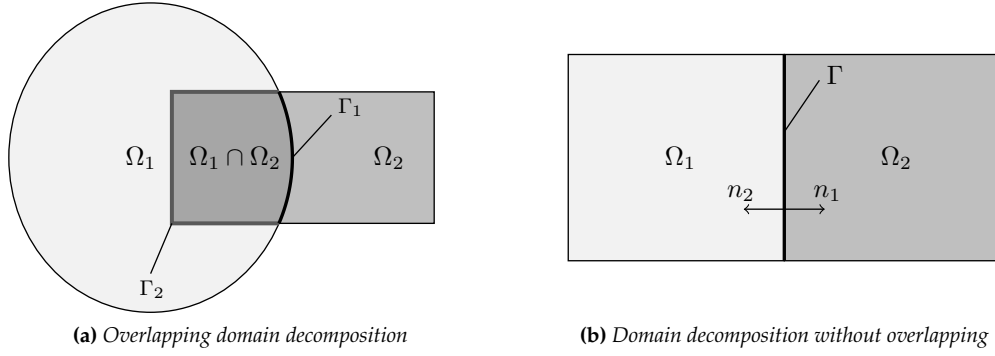 Γ
Γ₁
Ω₁ Ω₁ ∩ Ω₂ Ω₂
Ω₁ Ω₂
n₂ n₁
Γ₂
(a) Overlapping domain decomposition
(b) Domain decomposition without overlapping